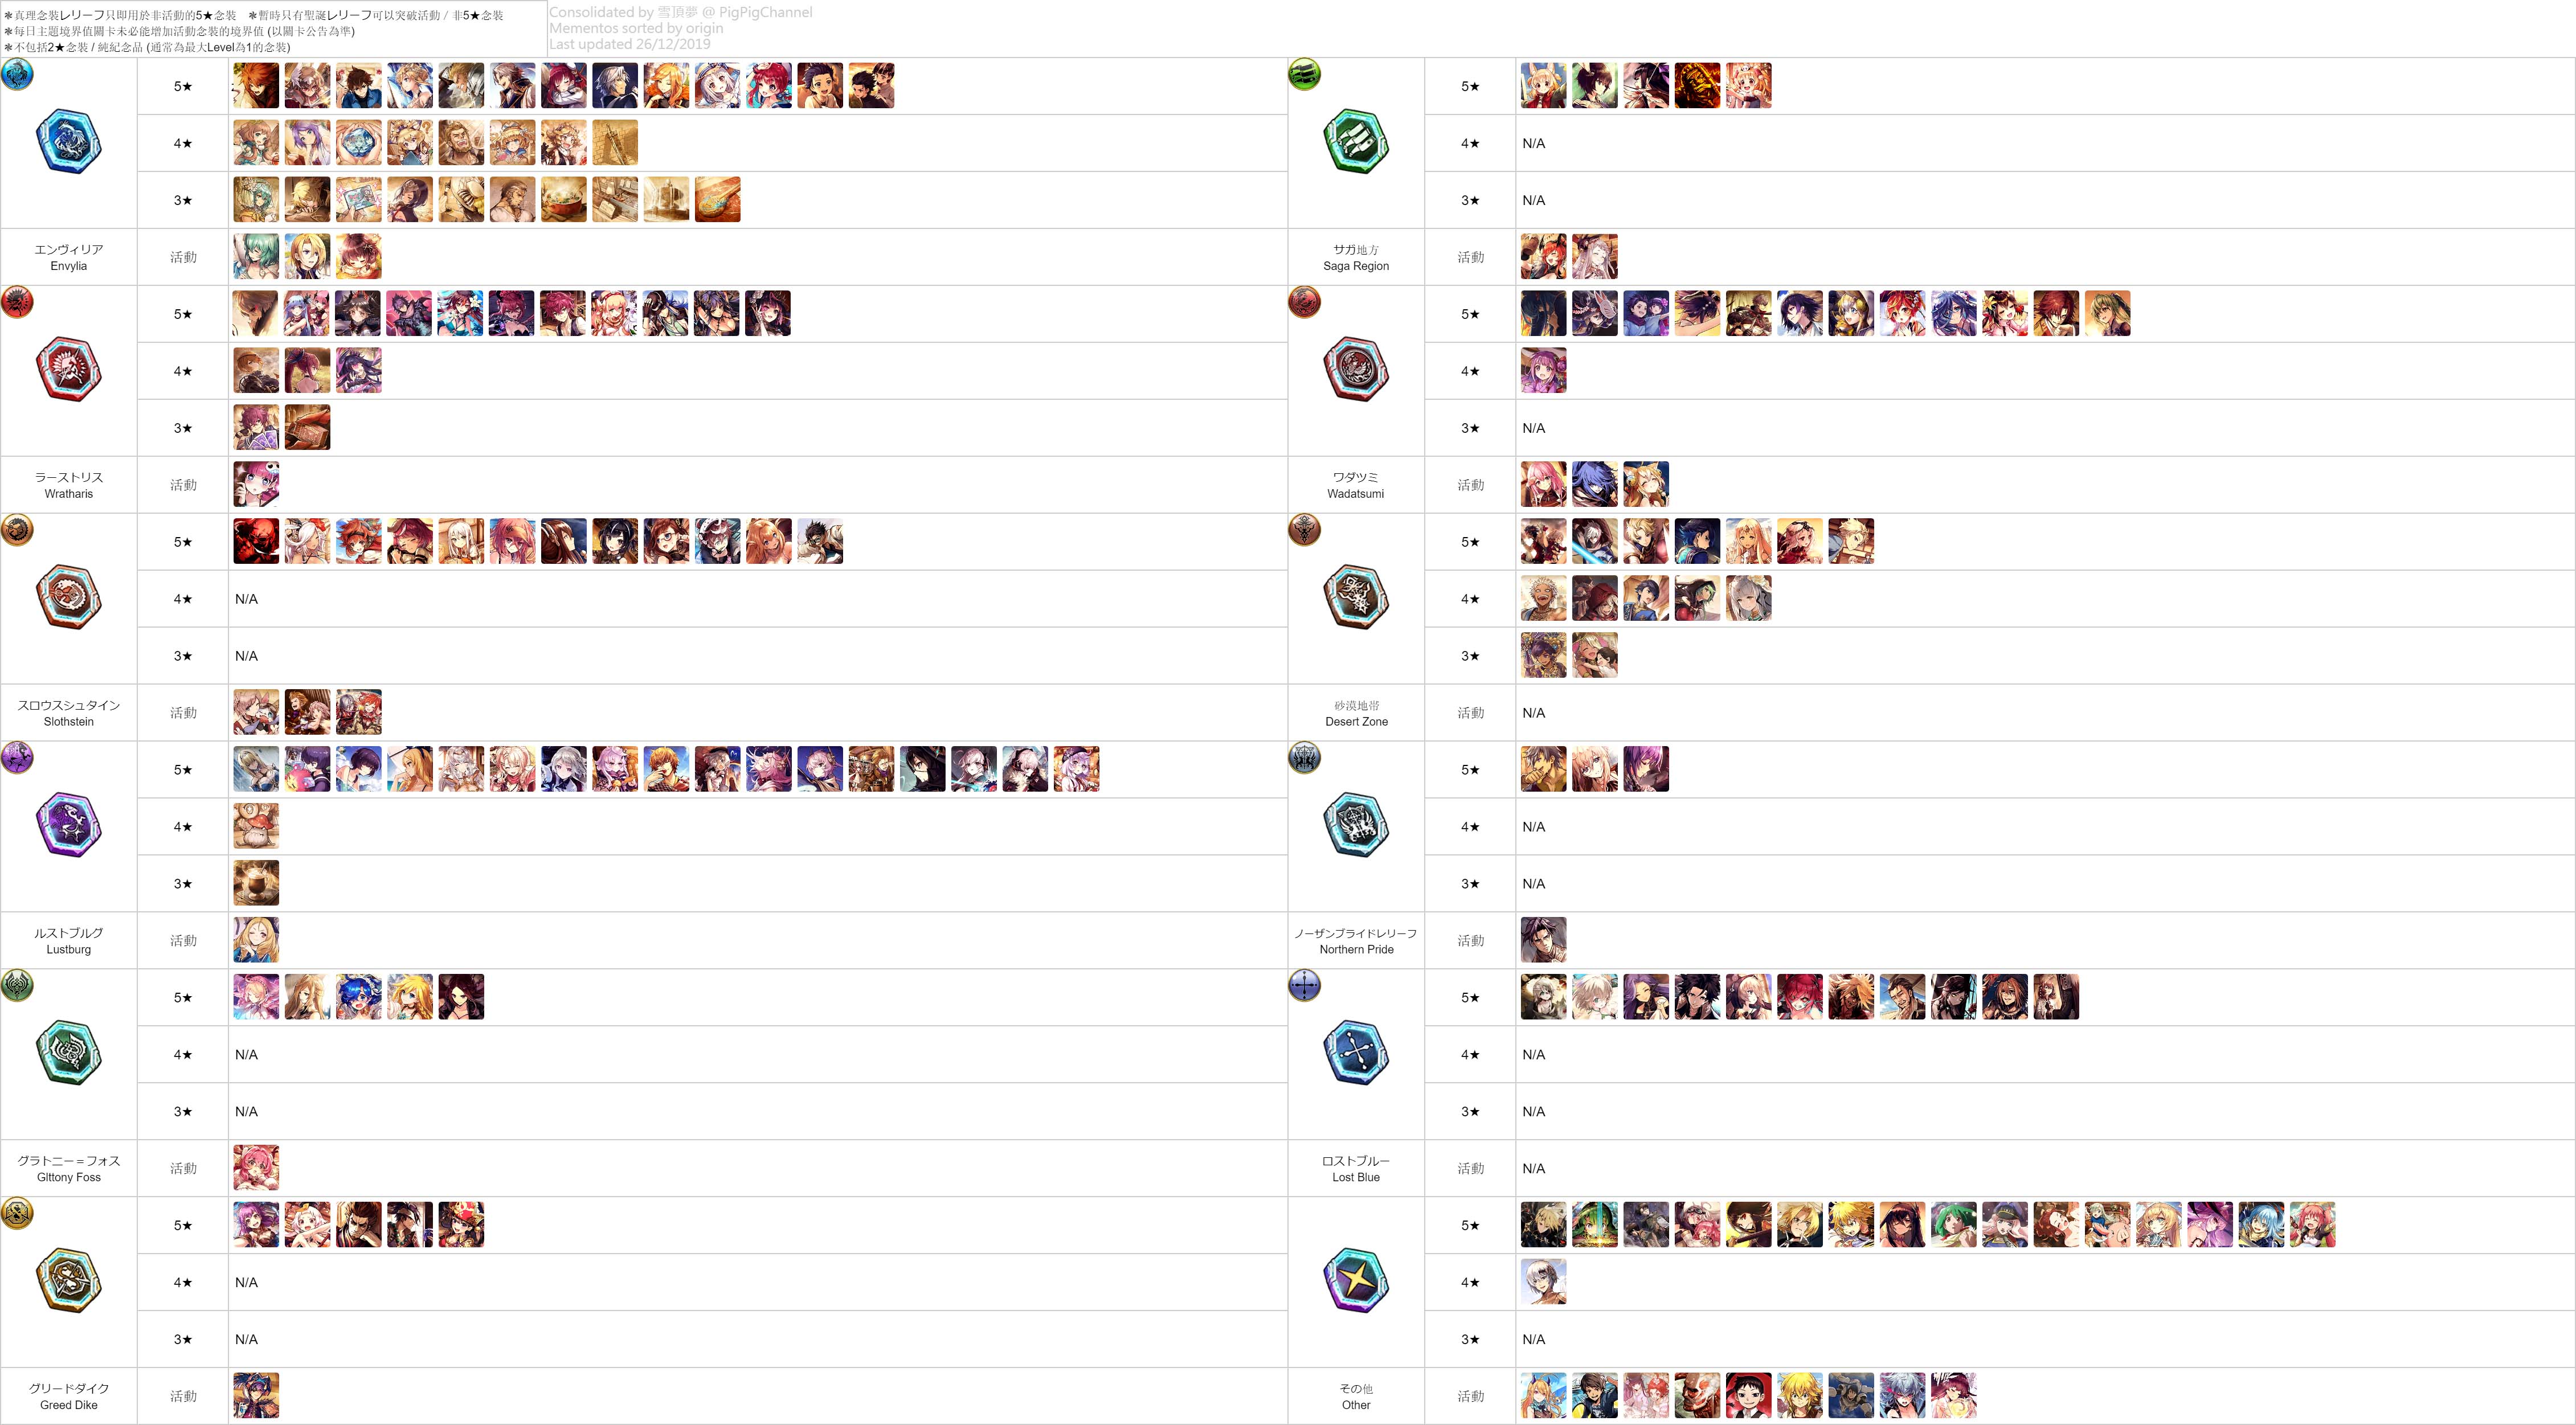 ❃真理念裝レリーフ只即用於非活動的5★念裝　❃暫時只有聖誕レリーフ可以突破活動 / 非5★念裝
❃每日主題境界值關卡未必能增加活動念裝的境界值 (以關卡公告為準)
❃不包括2★念裝 / 純紀念品 (通常為最大Level為1的念裝)
Consolidated by 雪頂夢 @ PigPigChannel
Mementos sorted by origin
Last updated 26/12/2019
5★
4★
3★
エンヴィリア
Envylia
活動
5★
4★ N/A
3★ N/A
サガ地方
Saga Region
活動
5★
4★
3★
ラーストリス
Wratharis
活動
5★
4★
3★ N/A
ワダツミ
Wadatsumi
活動
5★
4★ N/A
3★ N/A
スロウスシュタイン
Slothstein
活動
5★
4★
3★
砂漠地帯
Desert Zone
活動 N/A
5★
4★
3★
ルストブルグ
Lustburg
活動
5★
4★ N/A
3★ N/A
ノーザンブライドレリーフ
Northern Pride
活動
5★
4★ N/A
3★ N/A
グラトニー＝フォス
Glttony Foss
活動
5★
4★ N/A
3★ N/A
ロストブルー
Lost Blue
活動 N/A
5★
4★ N/A
3★ N/A
グリードダイク
Greed Dike
活動
5★
4★
3★ N/A
その他
Other
活動